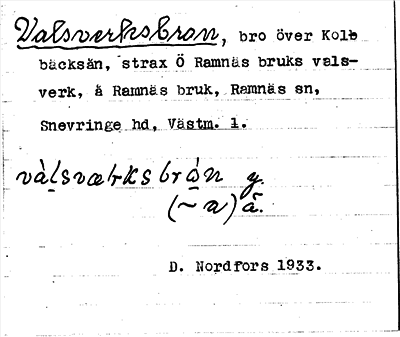 Valsverksbron, bro över Kolb
bäcksån, strax Ö Ramnäs bruks vals-
verk, å Ramnäs bruk, Ramnäs sn,
Snevringe hd, Västm. l.
vàlsværksbrán y.
(~a) ä.
D. Nordfors 1933.